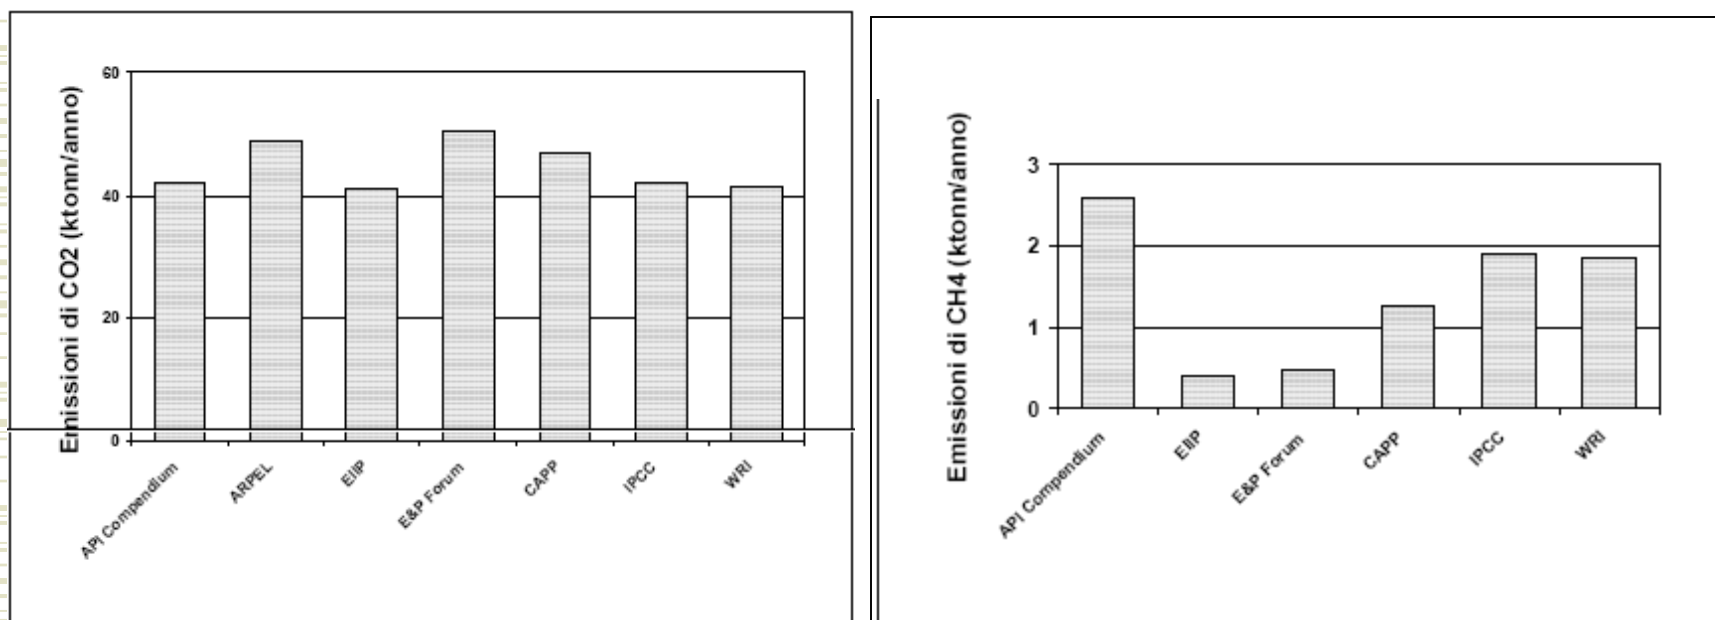 Emissioni di CO2 (ktonn/anno)
60
40
20
0
API Compendium
ARPEL
EIIP
E&P Forum
CAPP
IPCC
WRI
Emissioni di CH4 (ktonn/anno)
3
2
1
0
API Compendium
EIIP
E&P Forum
CAPP
IPCC
WRI